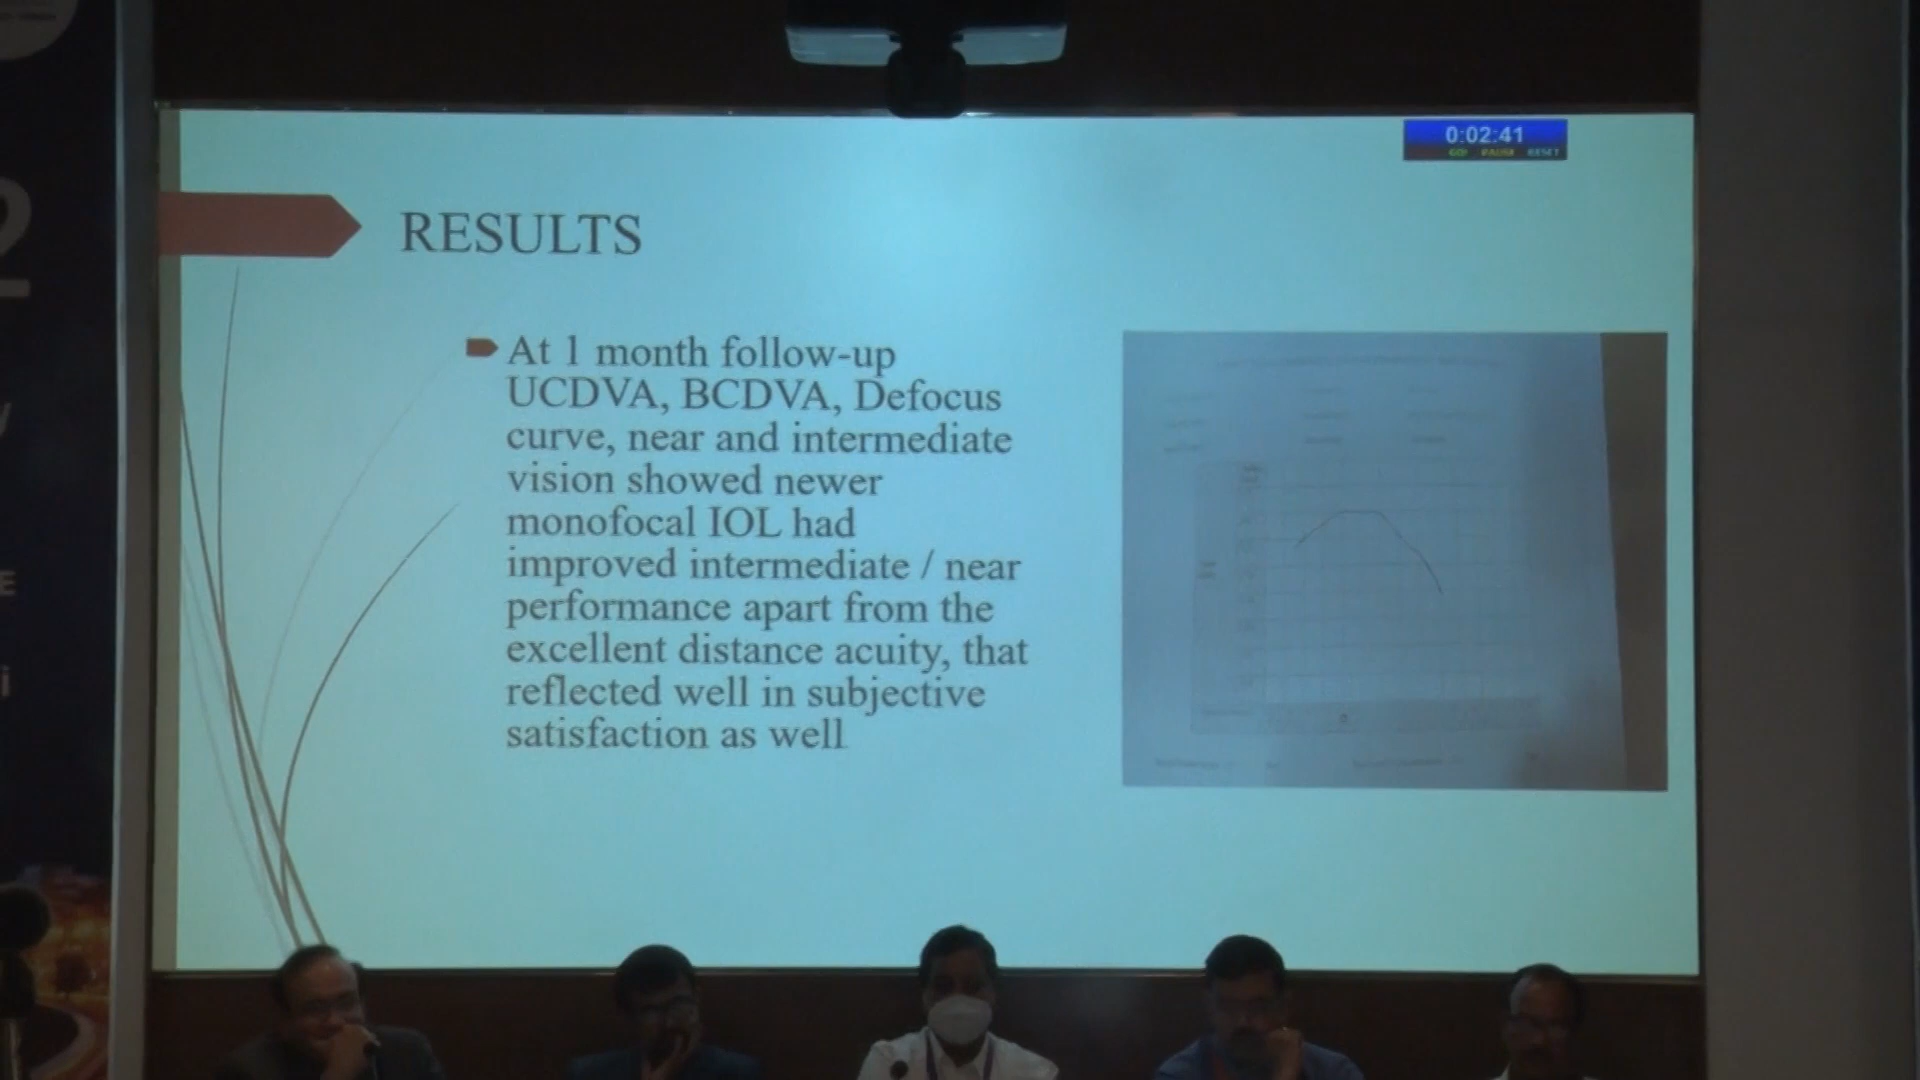 0:02:41
GO! PAUSE RESET
RESULTS
At 1 month follow-up
UCDVA, BCDVA, Defocus
curve, near and intermediate
vision showed newer
monofocal IOL had
improved intermediate / near
performance apart from the
excellent distance acuity, that
reflected well in subjective
satisfaction as well